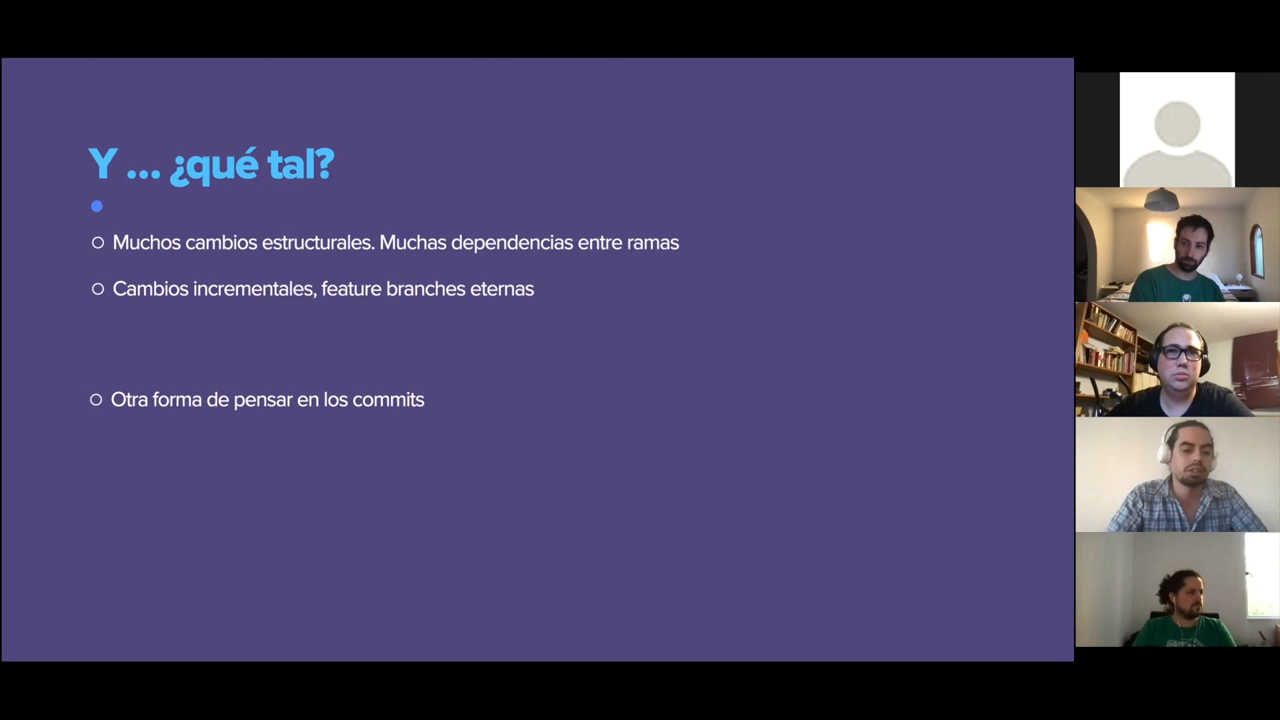 Y ... ¿qué tal?
Muchos cambios estructurales. Muchas dependencias entre ramas
Cambios incrementales, feature branches eternas
Otra forma de pensar en los commits